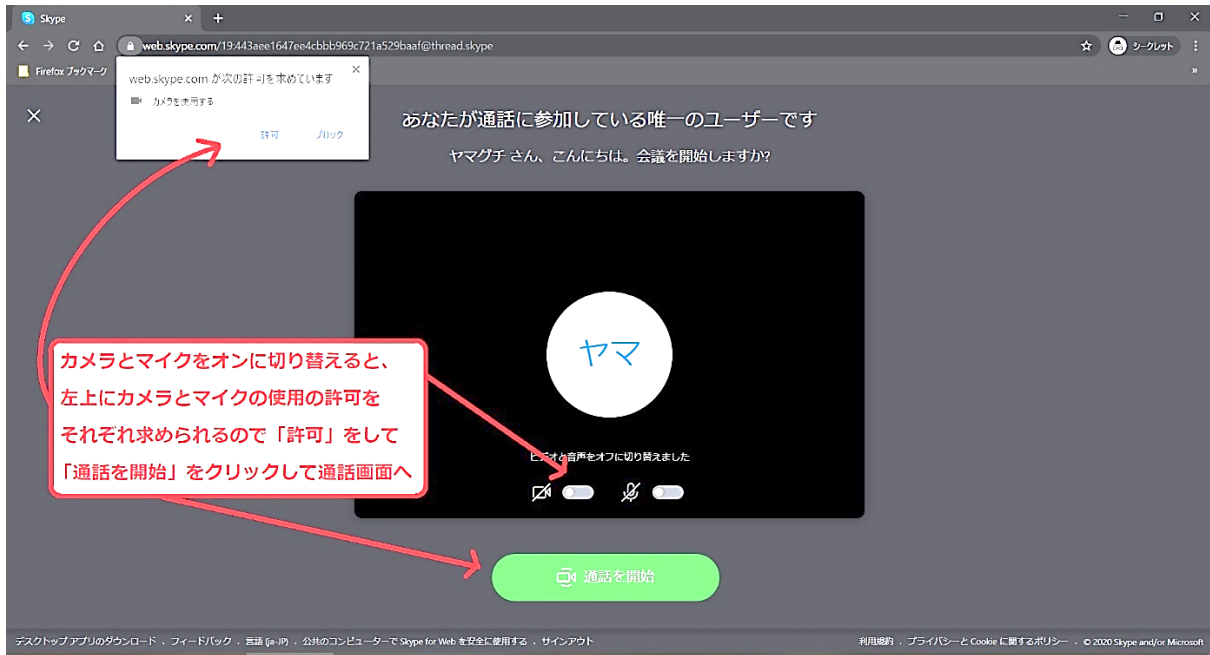 Skype
web.skype.com/19:443aee1647ee4cbbb969c721a529baaf@thread.skype
シークレット
Firefox ブックマーク
web.skype.com が次の許可を求めています
カメラを使用する
許可 ブロック
あなたが通話に参加している唯一のユーザーです
ヤマグチ さん、こんにちは。会議を開始しますか?
ヤマ
カメラとマイクをオンに切り替えると、
左上にカメラとマイクの使用の許可を
それぞれ求められるので「許可」をして
「通話を開始」をクリックして通話画面へ
ビデオと音声をオフに切り替えました
通話を開始
デスクトップ アプリのダウンロード . フィードバック . 言語 (ja-JP) . 公共のコンピューターで Skype for Web を安全に使用する . サインアウト
利用規約 . プライバシーと Cookie に関するポリシー . © 2020 Skype and/or Microsoft